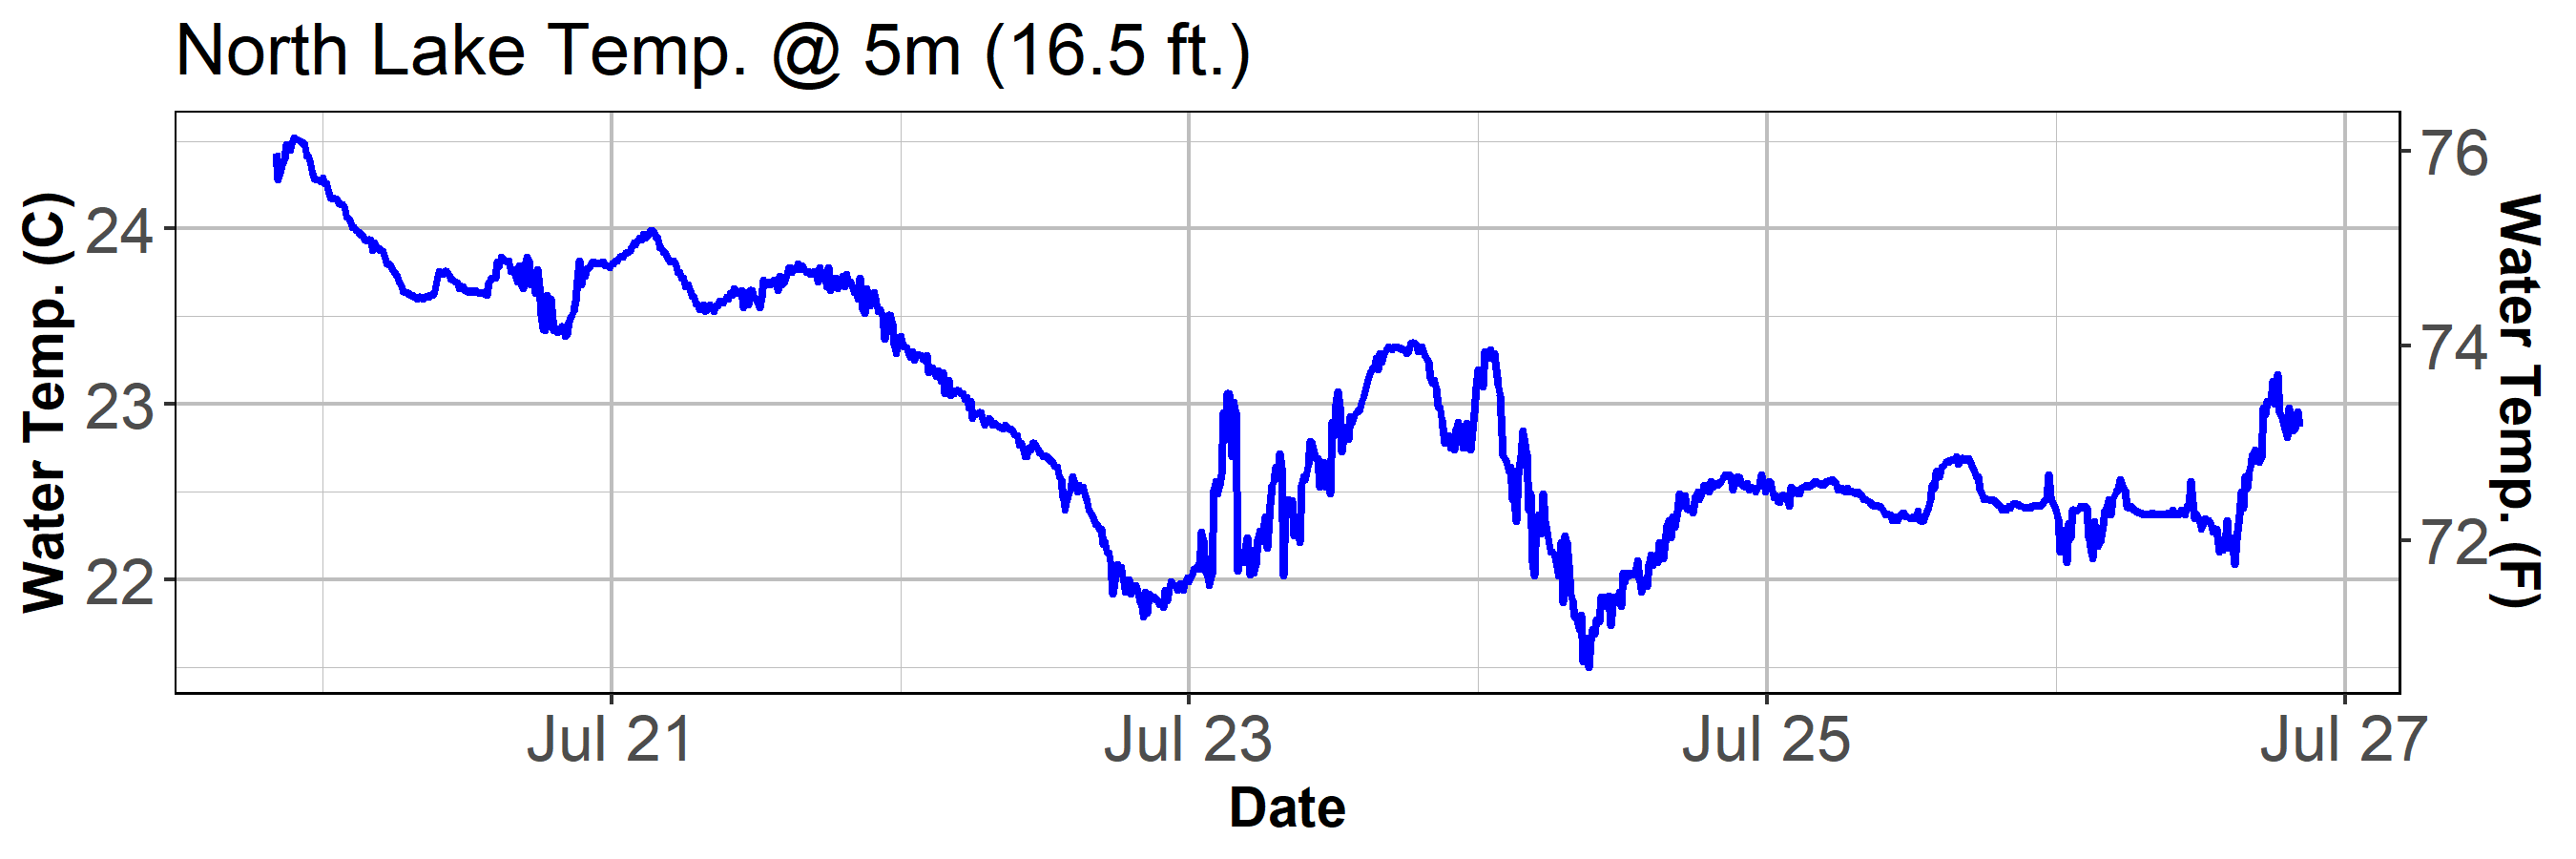 North Lake Temp. @ 5m (16.5 ft.)
Water Temp. (C)
24
23
22
76
74
72
Water Temp. (F)
Jul 21 Jul 23 Jul 25 Jul 27
Date